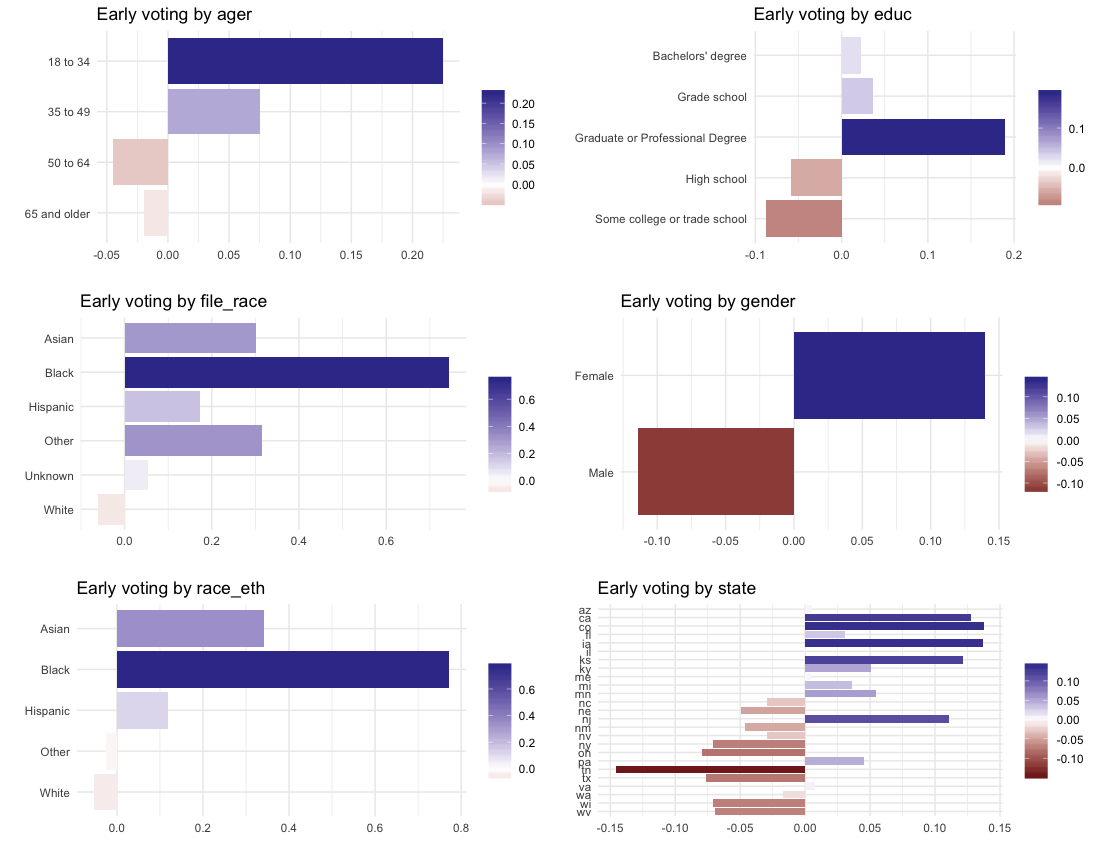 Early voting by ager
18 to 34
35 to 49
50 to 64
65 and older
-0.05 0.00 0.05 0.10 0.15 0.20
0.20
0.15
0.10
0.05
0.00
Early voting by educ
Bachelors' degree
Grade school
Graduate or Professional Degree
High school
Some college or trade school
-0.1 0.0 0.1 0.2
0.1
0.0
Early voting by file_race
Asian
Black
Hispanic
Other
Unknown
White
0.0 0.2 0.4 0.6
0.6
0.4
0.2
0.0
Early voting by gender
Female
Male
-0.10 -0.05 0.00 0.05 0.10 0.15
0.10
0.05
0.00
-0.05
-0.10
Early voting by race_eth
Asian
Black
Hispanic
Other
White
0.0 0.2 0.4 0.6 0.8
0.6
0.4
0.2
0.0
Early voting by state
az
ca
co
fl
ia
il
ks
ky
me
mi
mn
nc
ne
nj
nm
nv
ny
oh
pa
tn
tx
va
wa
wi
wv
-0.15 -0.10 -0.05 0.00 0.05 0.10 0.15
0.10
0.05
0.00
-0.05
-0.10